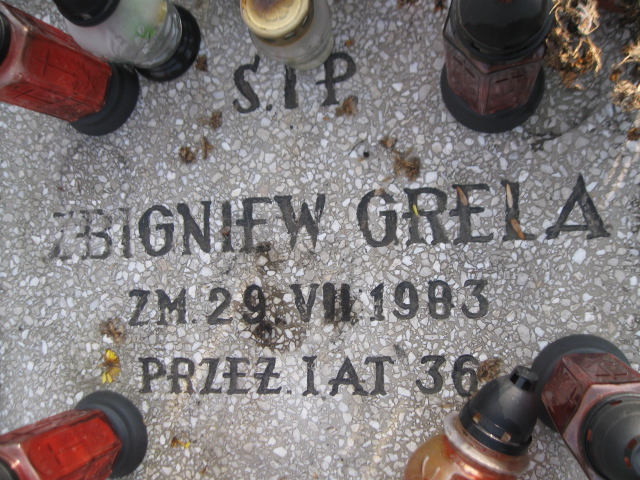 Ś.P
ZBIGNIEW GRELA
ZM. 29. VII. 1983
PRZEŻ. LAT 36